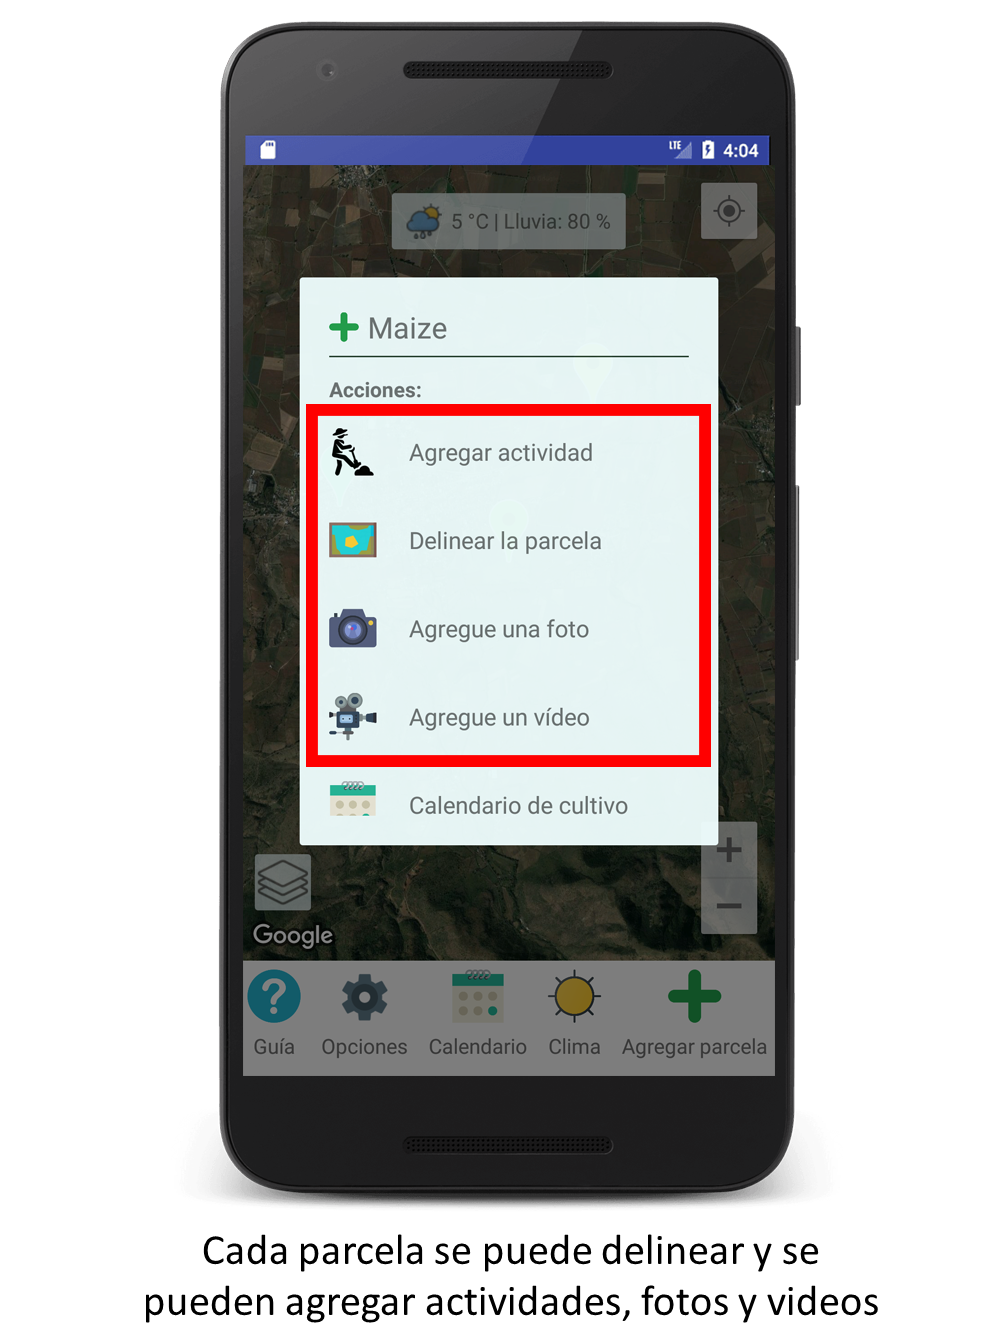 LTE 4:04
5 °C | Lluvia: 80 %
Maize
Acciones:
Agregar actividad
Delinear la parcela
Agregue una foto
Agregue un vídeo
Calendario de cultivo
Google
Guía Opciones Calendario Clima Agregar parcela
Cada parcela se puede delinear y se
pueden agregar actividades, fotos y videos